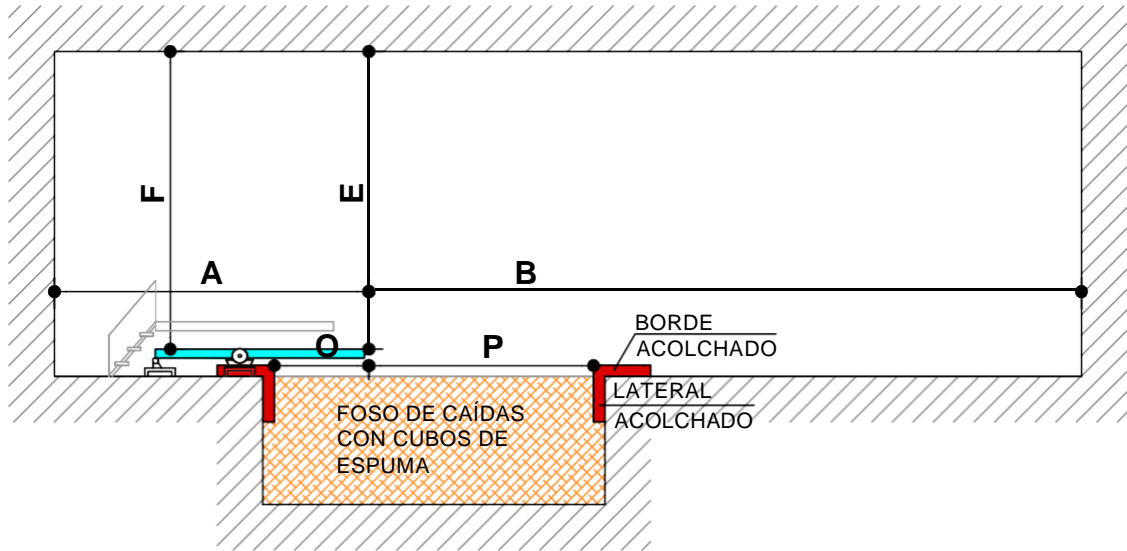 F
E
A
B
O
P
BORDE
ACOLCHADO
LATERAL
ACOLCHADO
FOSO DE CAÍDAS
CON CUBOS DE
ESPUMA